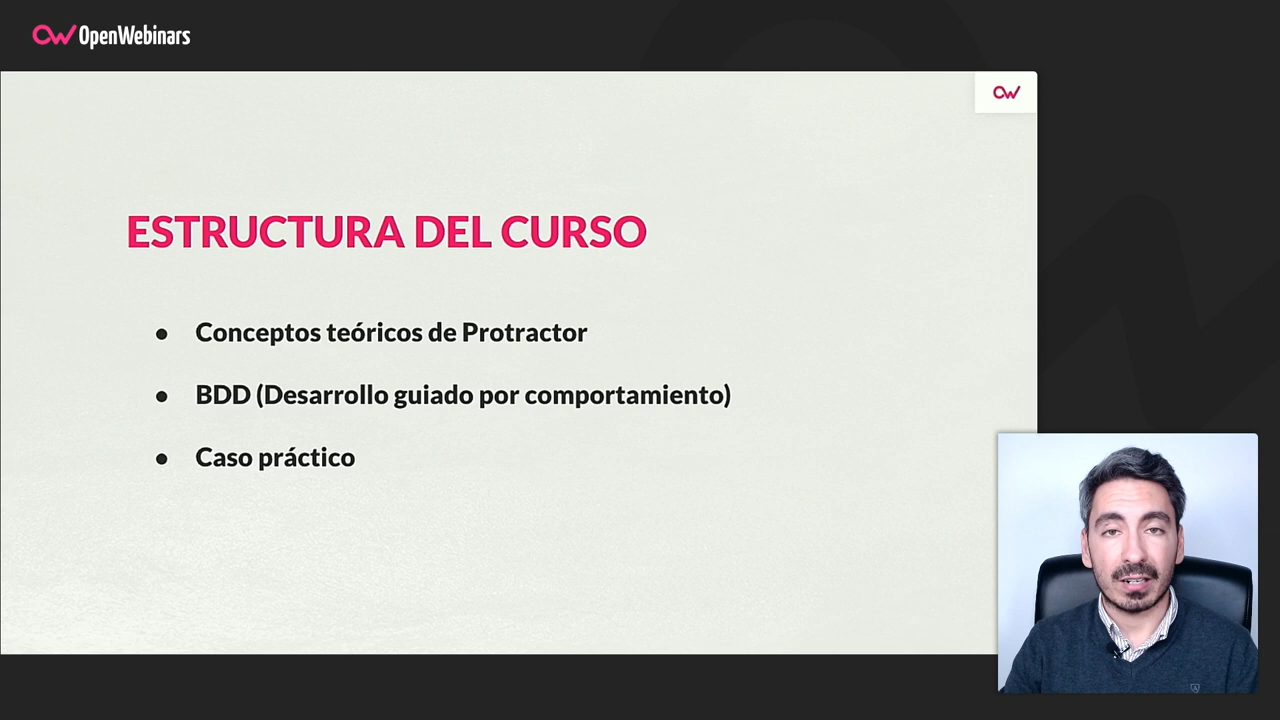 OpenWebinars
ESTRUCTURA DEL CURSO
● Conceptos teóricos de Protractor
● BDD (Desarrollo guiado por comportamiento)
● Caso práctico